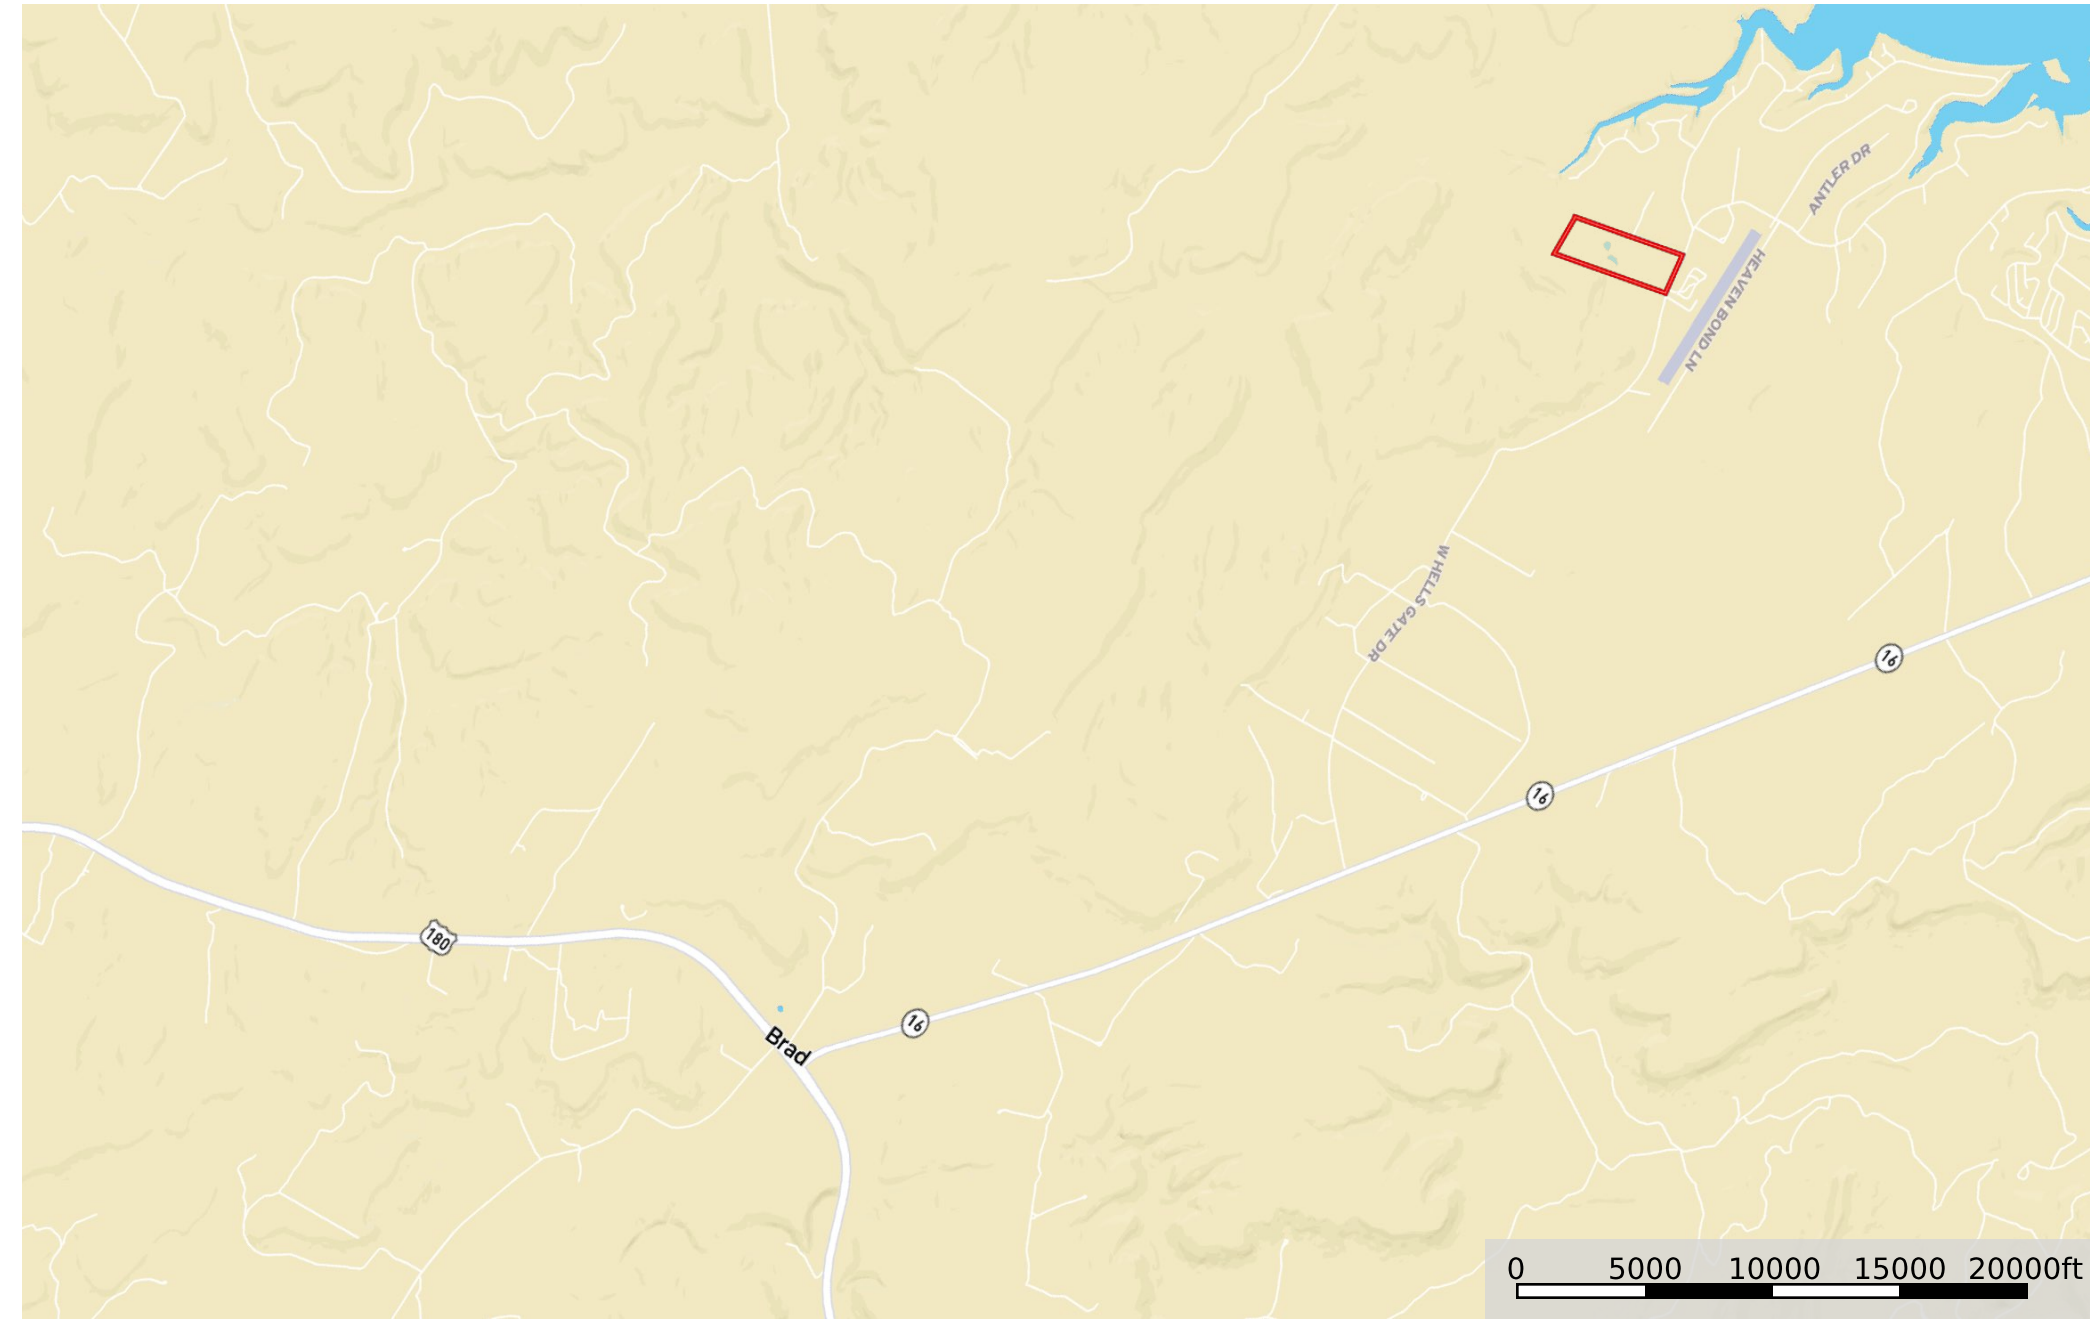 ANTLER DR
HEAVEN BOND LN
W HELLS GATE DR
16
16
180
16
Brad
0 5000 10000 15000 20000ft